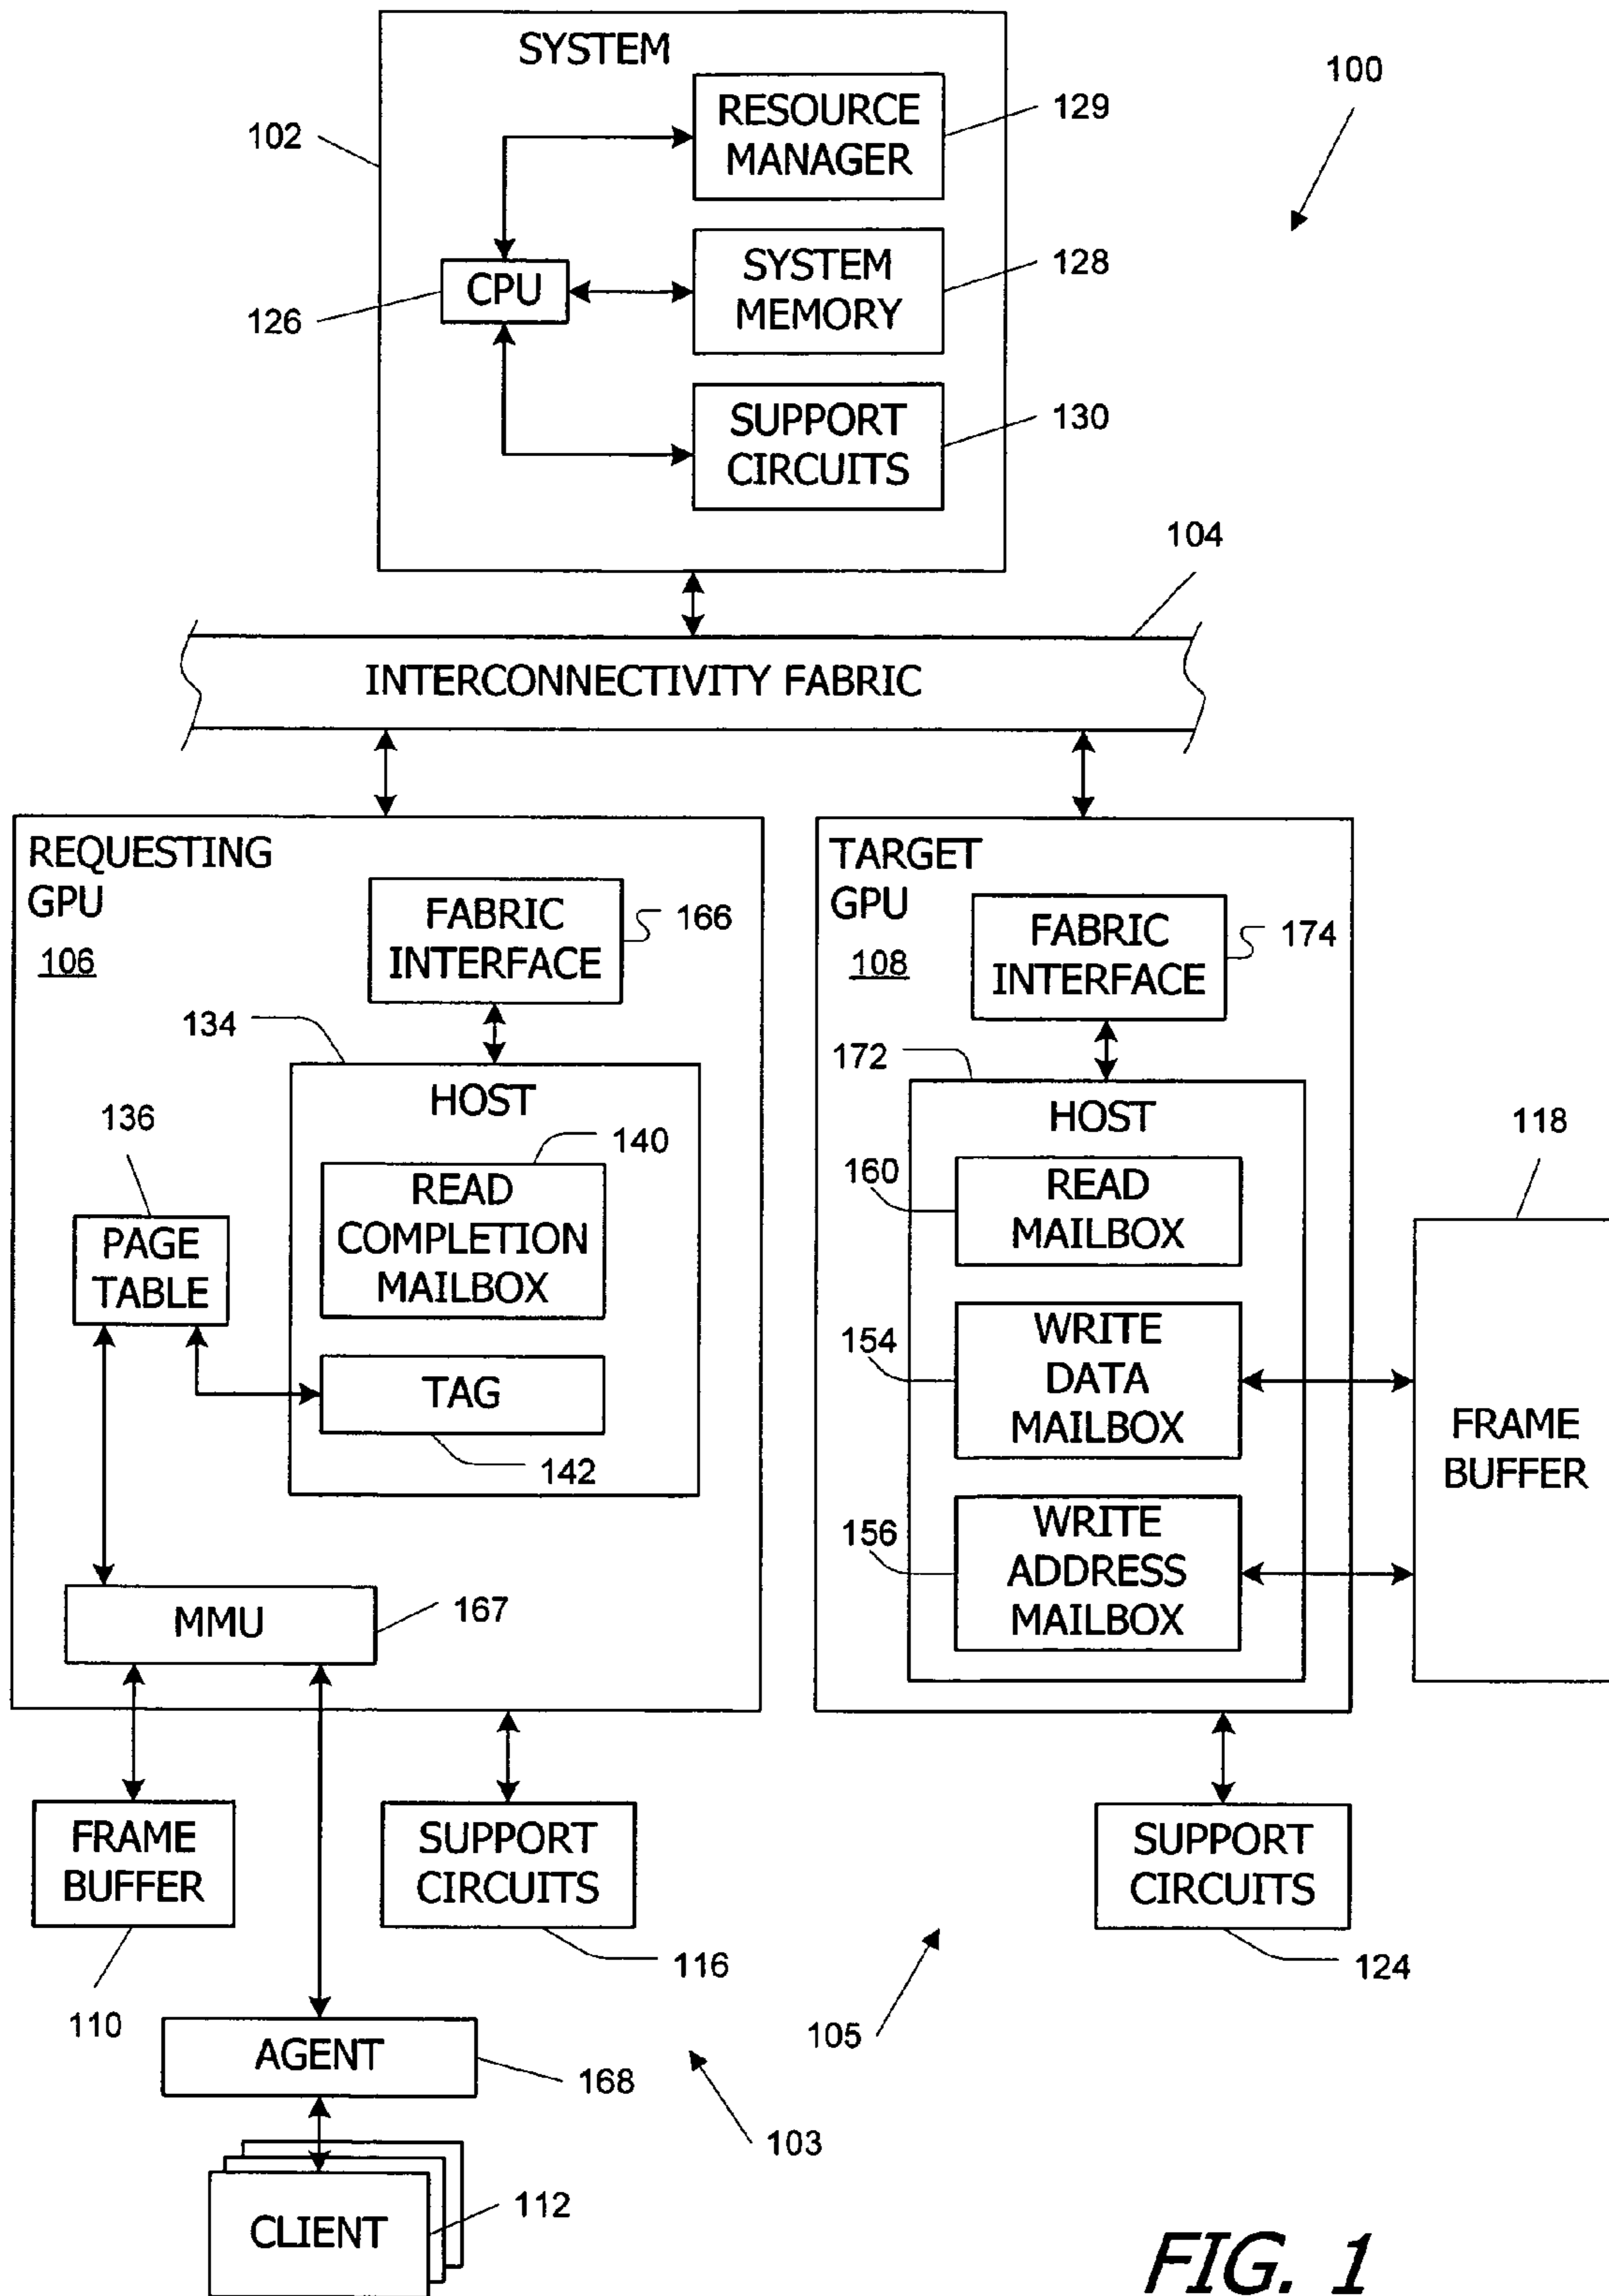 SYSTEM
100
RESOURCE
MANAGER
129
102
CPU
126
SYSTEM
MEMORY
128
SUPPORT
CIRCUITS
130
104
INTERCONNECTIVITY FABRIC
REQUESTING
GPU
106
FABRIC
INTERFACE
166
134
HOST
136
PAGE
TABLE
140
READ
COMPLETION
MAILBOX
TAG
142
MMU
167
TARGET
GPU
108
FABRIC
INTERFACE
174
172
HOST
160
READ
MAILBOX
154
WRITE
DATA
MAILBOX
156
WRITE
ADDRESS
MAILBOX
118
FRAME
BUFFER
FRAME
BUFFER
110
SUPPORT
CIRCUITS
116
SUPPORT
CIRCUITS
124
105
AGENT
168
103
CLIENT
112
FIG. 1